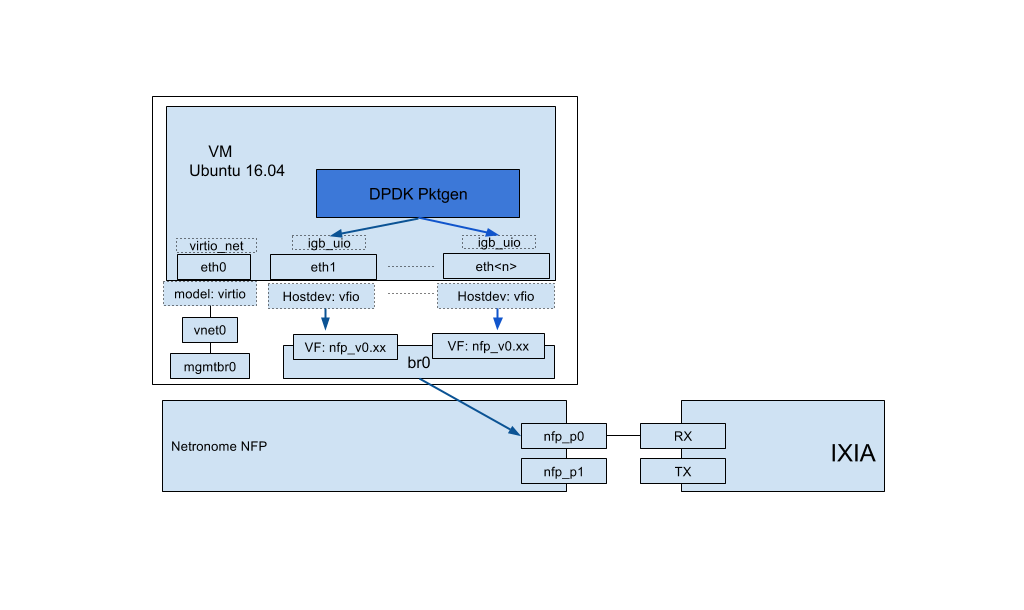 VM
Ubuntu 16.04
DPDK Pktgen
virtio_net
igb_uio
igb_uio
eth0
eth1
eth<n>
model: virtio
Hostdev: vfio
Hostdev: vfio
vnet0
VF: nfp_v0.xx
VF: nfp_v0.xx
br0
mgmtbr0
Netronome NFP
nfp_p0
RX
IXIA
nfp_p1
TX